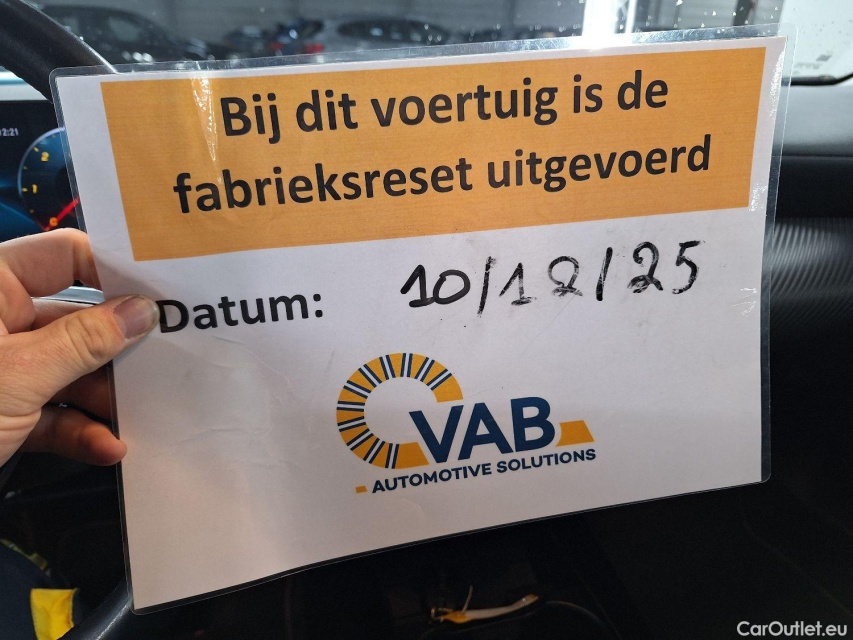 Bij dit voertuig is de
fabrieksreset uitgevoerd
Datum: 10/12/25
VAB
AUTOMOTIVE SOLUTIONS
CarOutlet.eu